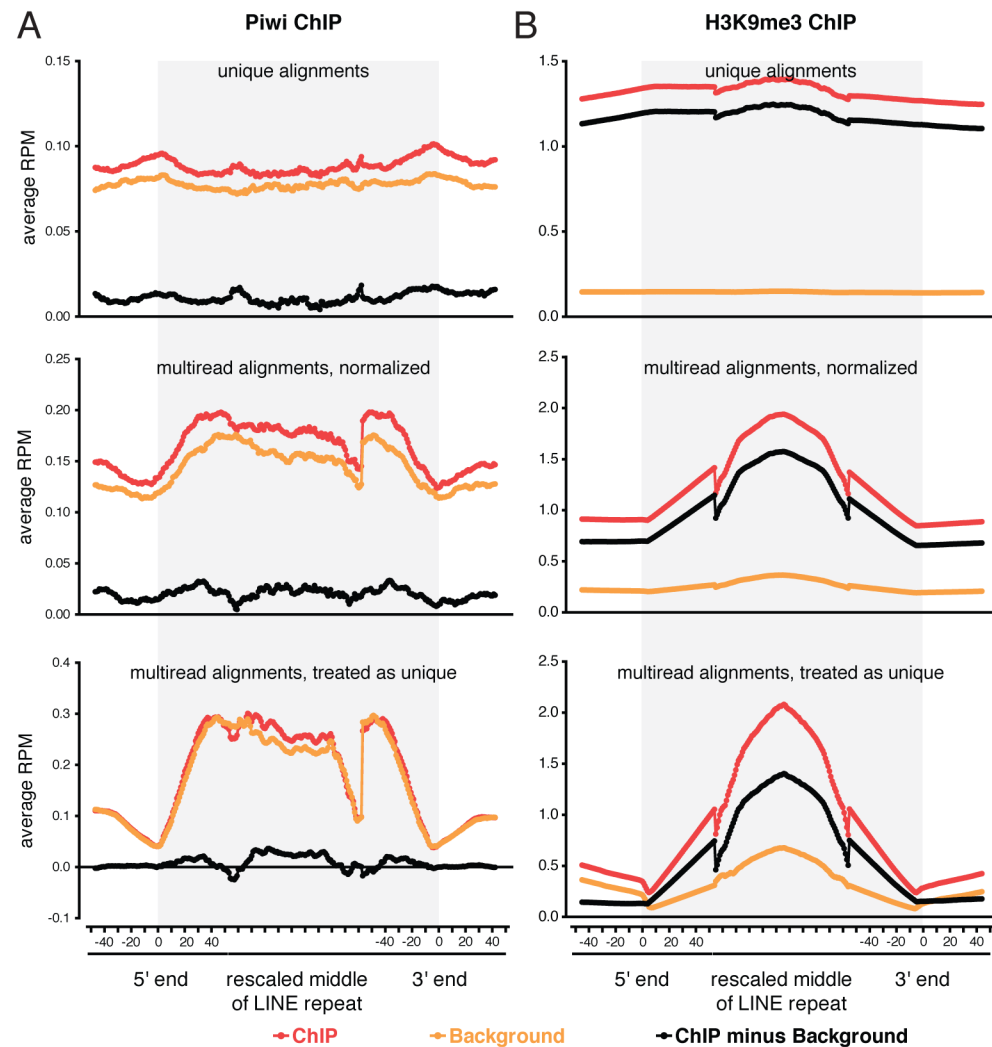 A
Piwi ChIP
B
H3K9me3 ChIP
unique alignments
average RPM
0.15
0.10
0.05
0.00
unique alignments
1.5
1.0
0.5
0.0
multiread alignments, normalized
average RPM
0.25
0.20
0.15
0.10
0.05
0.00
multiread alignments, normalized
2.5
2.0
1.5
1.0
0.5
0.0
multiread alignments, treated as unique
average RPM
0.4
0.3
0.2
0.1
0.0
-0.1
multiread alignments, treated as unique
2.5
2.0
1.5
1.0
0.5
0.0
-40 -20 0 20 40 -40 -20 0 20 40
-40 -20 0 20 40 -40 -20 0 20 40
5' end rescaled middle 3' end
of LINE repeat
5' end rescaled middle 3' end
of LINE repeat
ChIP Background ChIP minus Background